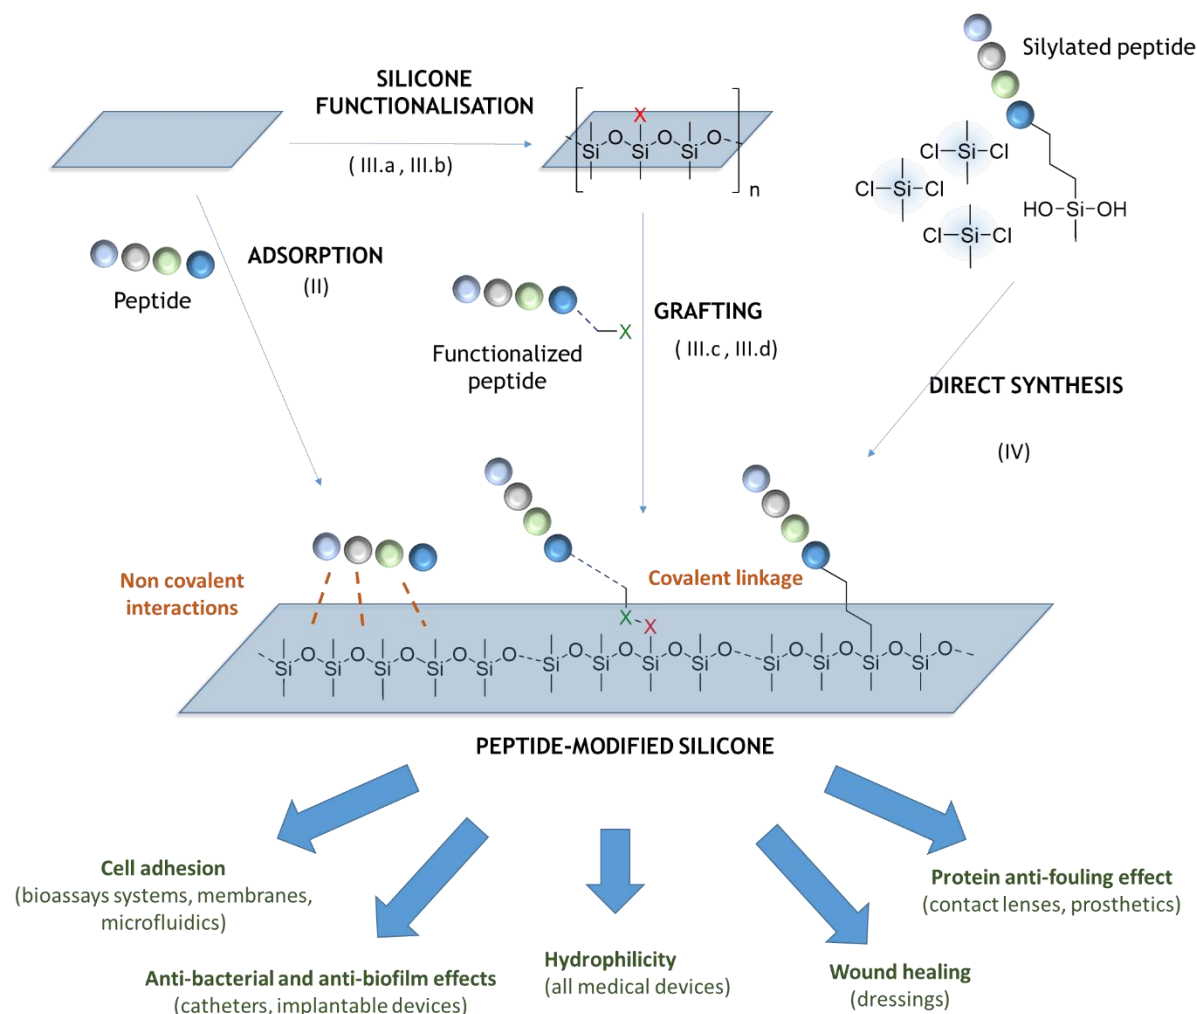 Silylated peptide
SILICONE
FUNCTIONALISATION
( III.a , III.b)
X
Si O Si O Si O
n
Cl Si Cl
Cl Si Cl
Cl Si Cl
HO Si OH
ADSORPTION
(II)
Peptide
X
Functionalized
peptide
GRAFTING
( III.c , III.d)
DIRECT SYNTHESIS
(IV)
Non covalent
interactions
Covalent linkage
X X
Si O Si O Si O Si O Si O Si O Si O Si O Si O Si O Si O Si O Si O
PEPTIDE-MODIFIED SILICONE
Cell adhesion
(bioassays systems, membranes,
microfluidics)
Anti-bacterial and anti-biofilm effects
(catheters, implantable devices)
Hydrophilicity
(all medical devices)
Wound healing
(dressings)
Protein anti-fouling effect
(contact lenses, prosthetics)